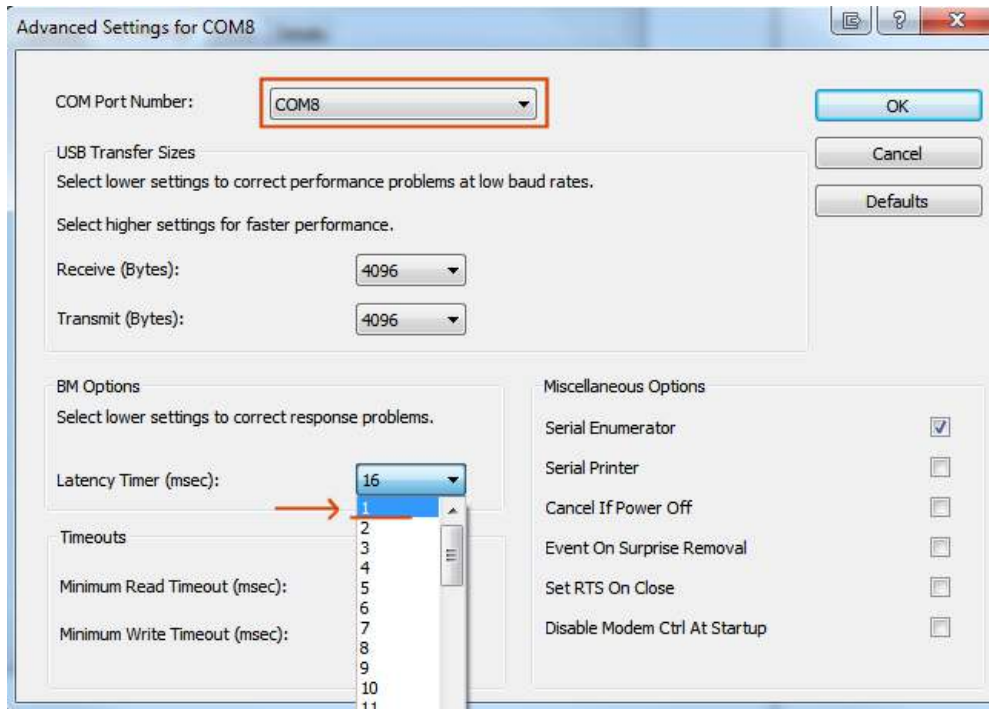 Advanced Settings for COM8
COM Port Number:
COM8
OK
USB Transfer Sizes
Cancel
Select lower settings to correct performance problems at low baud rates.
Defaults
Select higher settings for faster performance.
Receive (Bytes):
4096
Transmit (Bytes):
4096
BM Options
Select lower settings to correct response problems.
Latency Timer (msec):
16
1
2
3
4
5
6
7
8
9
10
11
Timeouts
Minimum Read Timeout (msec):
Minimum Write Timeout (msec):
Miscellaneous Options
Serial Enumerator
Serial Printer
Cancel If Power Off
Event On Surprise Removal
Set RTS On Close
Disable Modem Ctrl At Startup